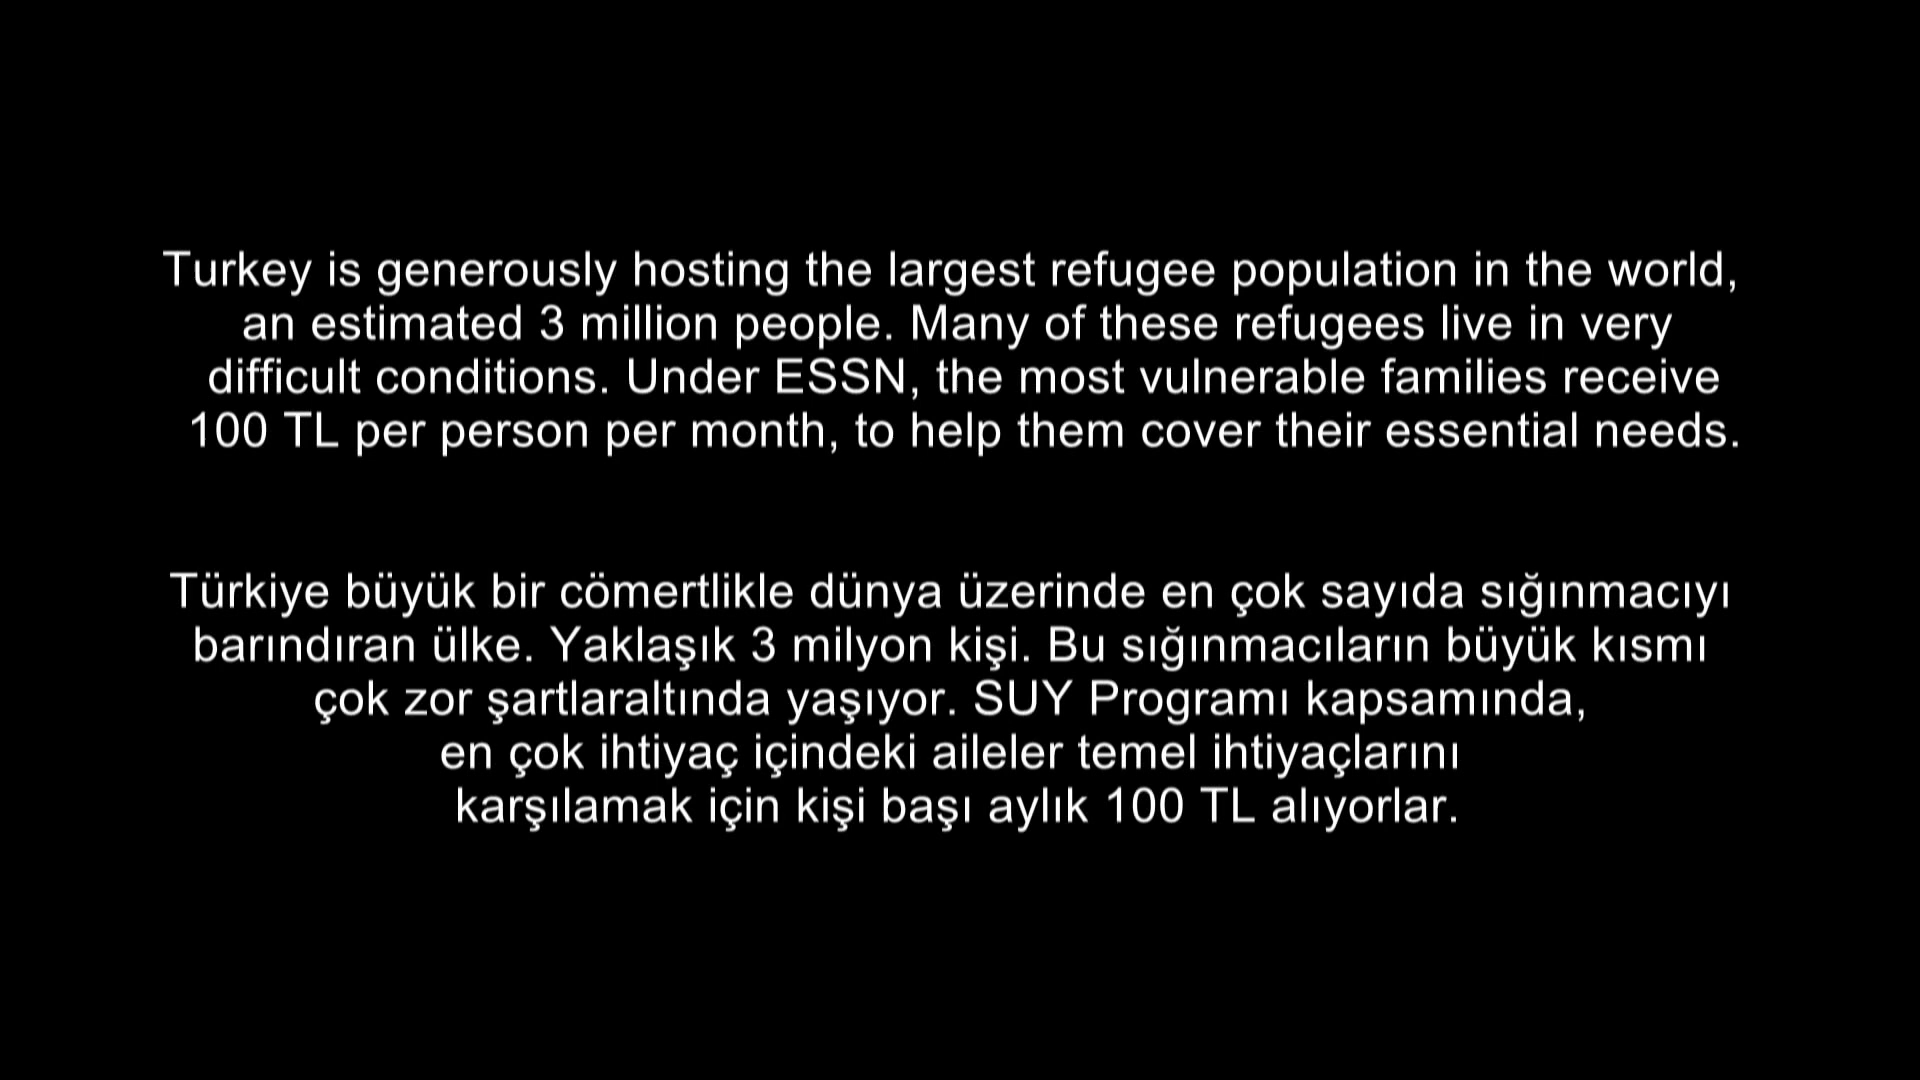 Turkey is generously hosting the largest refugee population in the world,
an estimated 3 million people. Many of these refugees live in very
difficult conditions. Under ESSN, the most vulnerable families receive
100 TL per person per month, to help them cover their essential needs.
Türkiye büyük bir cömertlikle dünya üzerinde en çok sayıda sığınmacıyı
barındıran ülke. Yaklaşık 3 milyon kişi. Bu sığınmacıların büyük kısmı
çok zor şartlaraltında yaşıyor. SUY Programı kapsamında,
en çok ihtiyaç içindeki aileler temel ihtiyaçlarını
karşılamak için kişi başı aylık 100 TL alıyorlar.